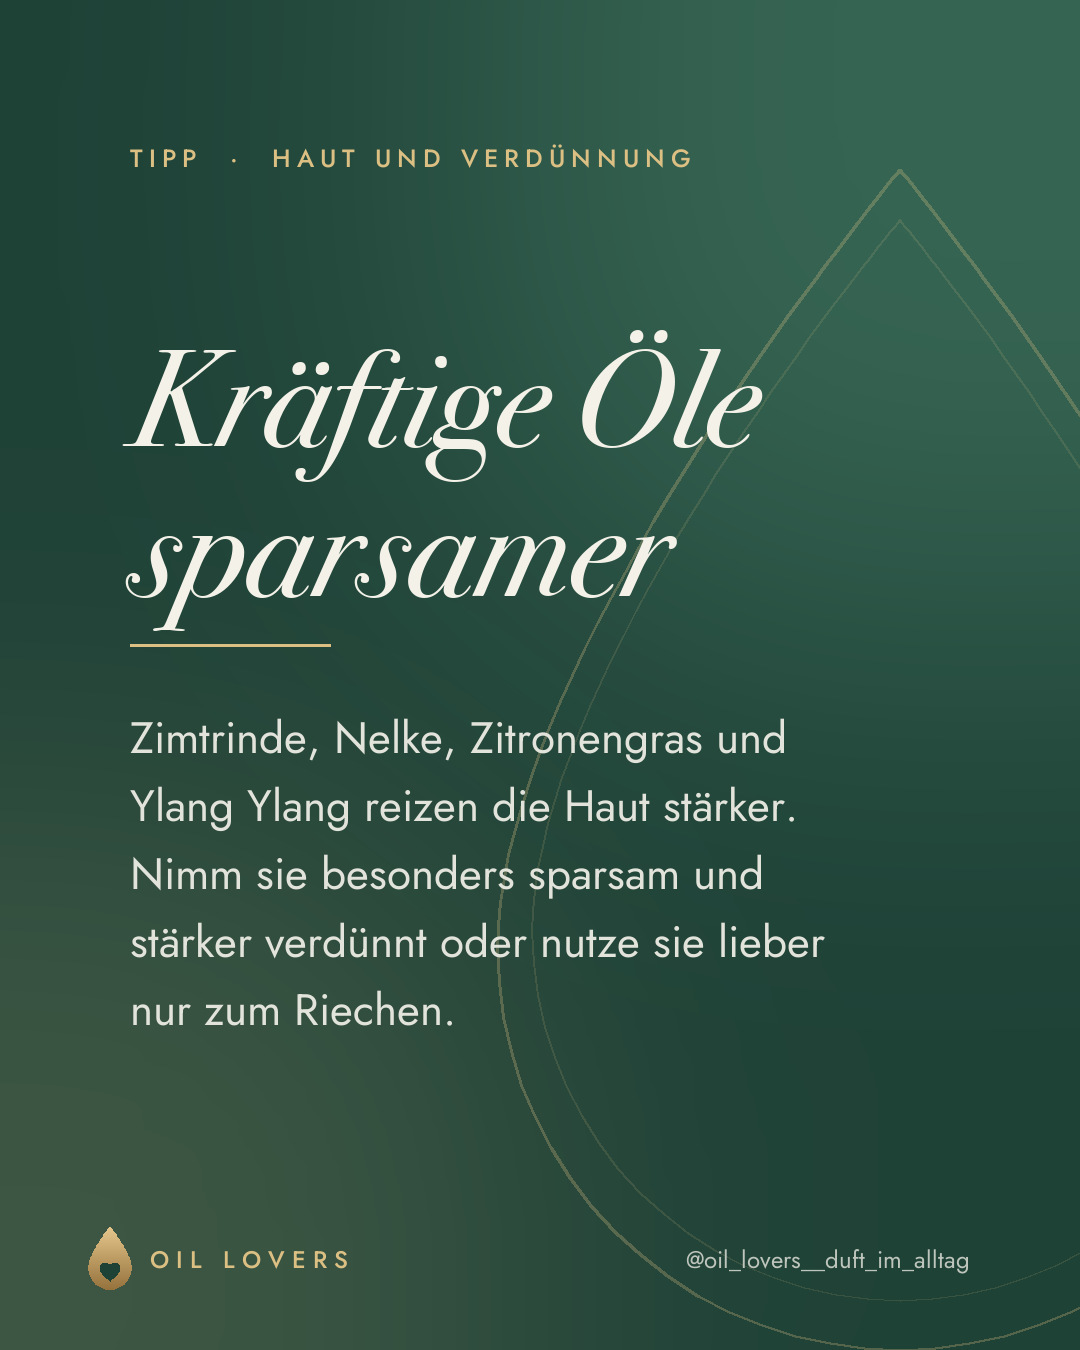 TIPP · HAUT UND VERDÜNNUNG
Kräftige Öle
sparsamer
Zimtrinde, Nelke, Zitronengras und
Ylang Ylang reizen die Haut stärker.
Nimm sie besonders sparsam und
stärker verdünnt oder nutze sie lieber
nur zum Riechen.
OIL LOVERS
@oil_lovers__duft_im_alltag